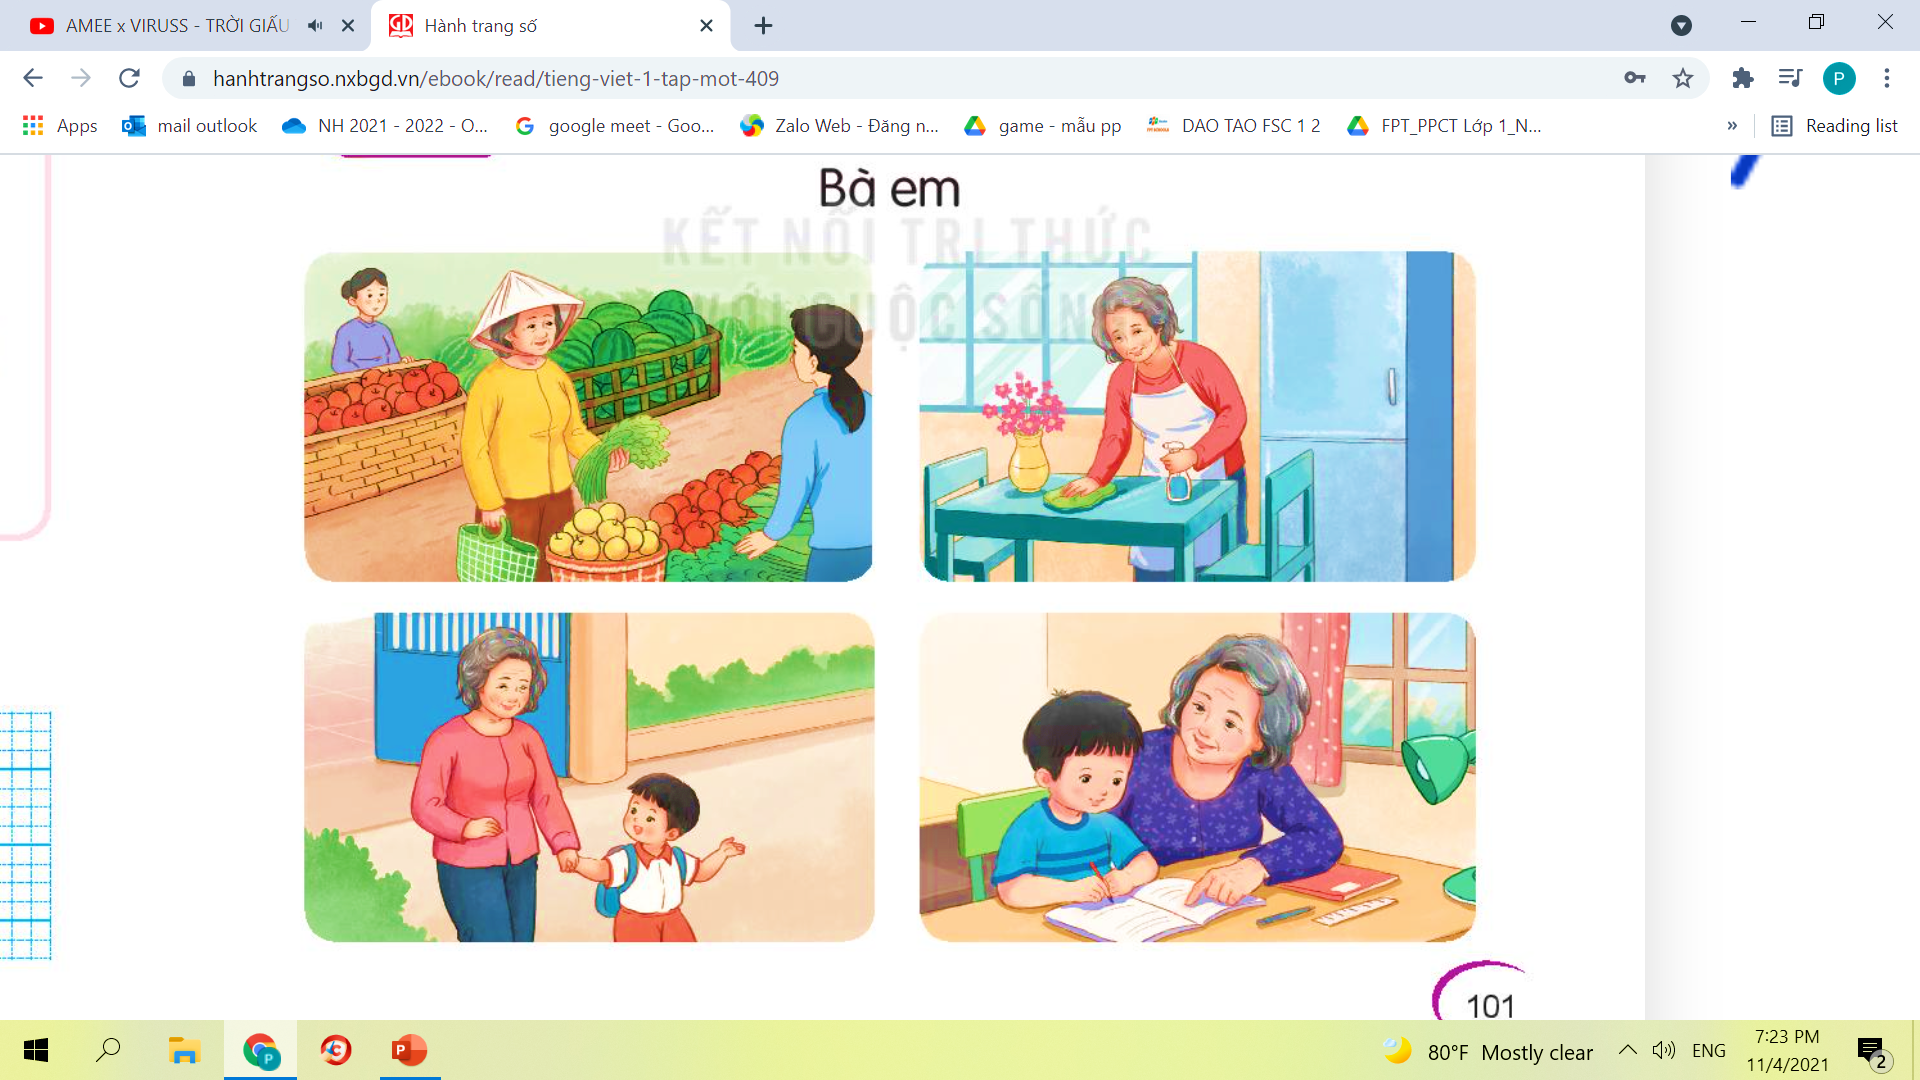 AMEE x VIRUSS - TRỜI GIẤU
Hành trang số
hanhtrangso.nxbgd.vn/ebook/read/tieng-viet-1-tap-mot-409
P
Apps
mail outlook
NH 2021 - 2022 - O...
google meet - Goo...
Zalo Web - Đăng n...
game - mẫu pp
DAO TAO FSC 1 2
FPT_PPCT Lớp 1_N...
»
Reading list
Bà em
KẾT NỐI TRI THỨC
VỚI CUỘC SỐNG
101
80°F Mostly clear
ENG
7:23 PM
11/4/2021
2